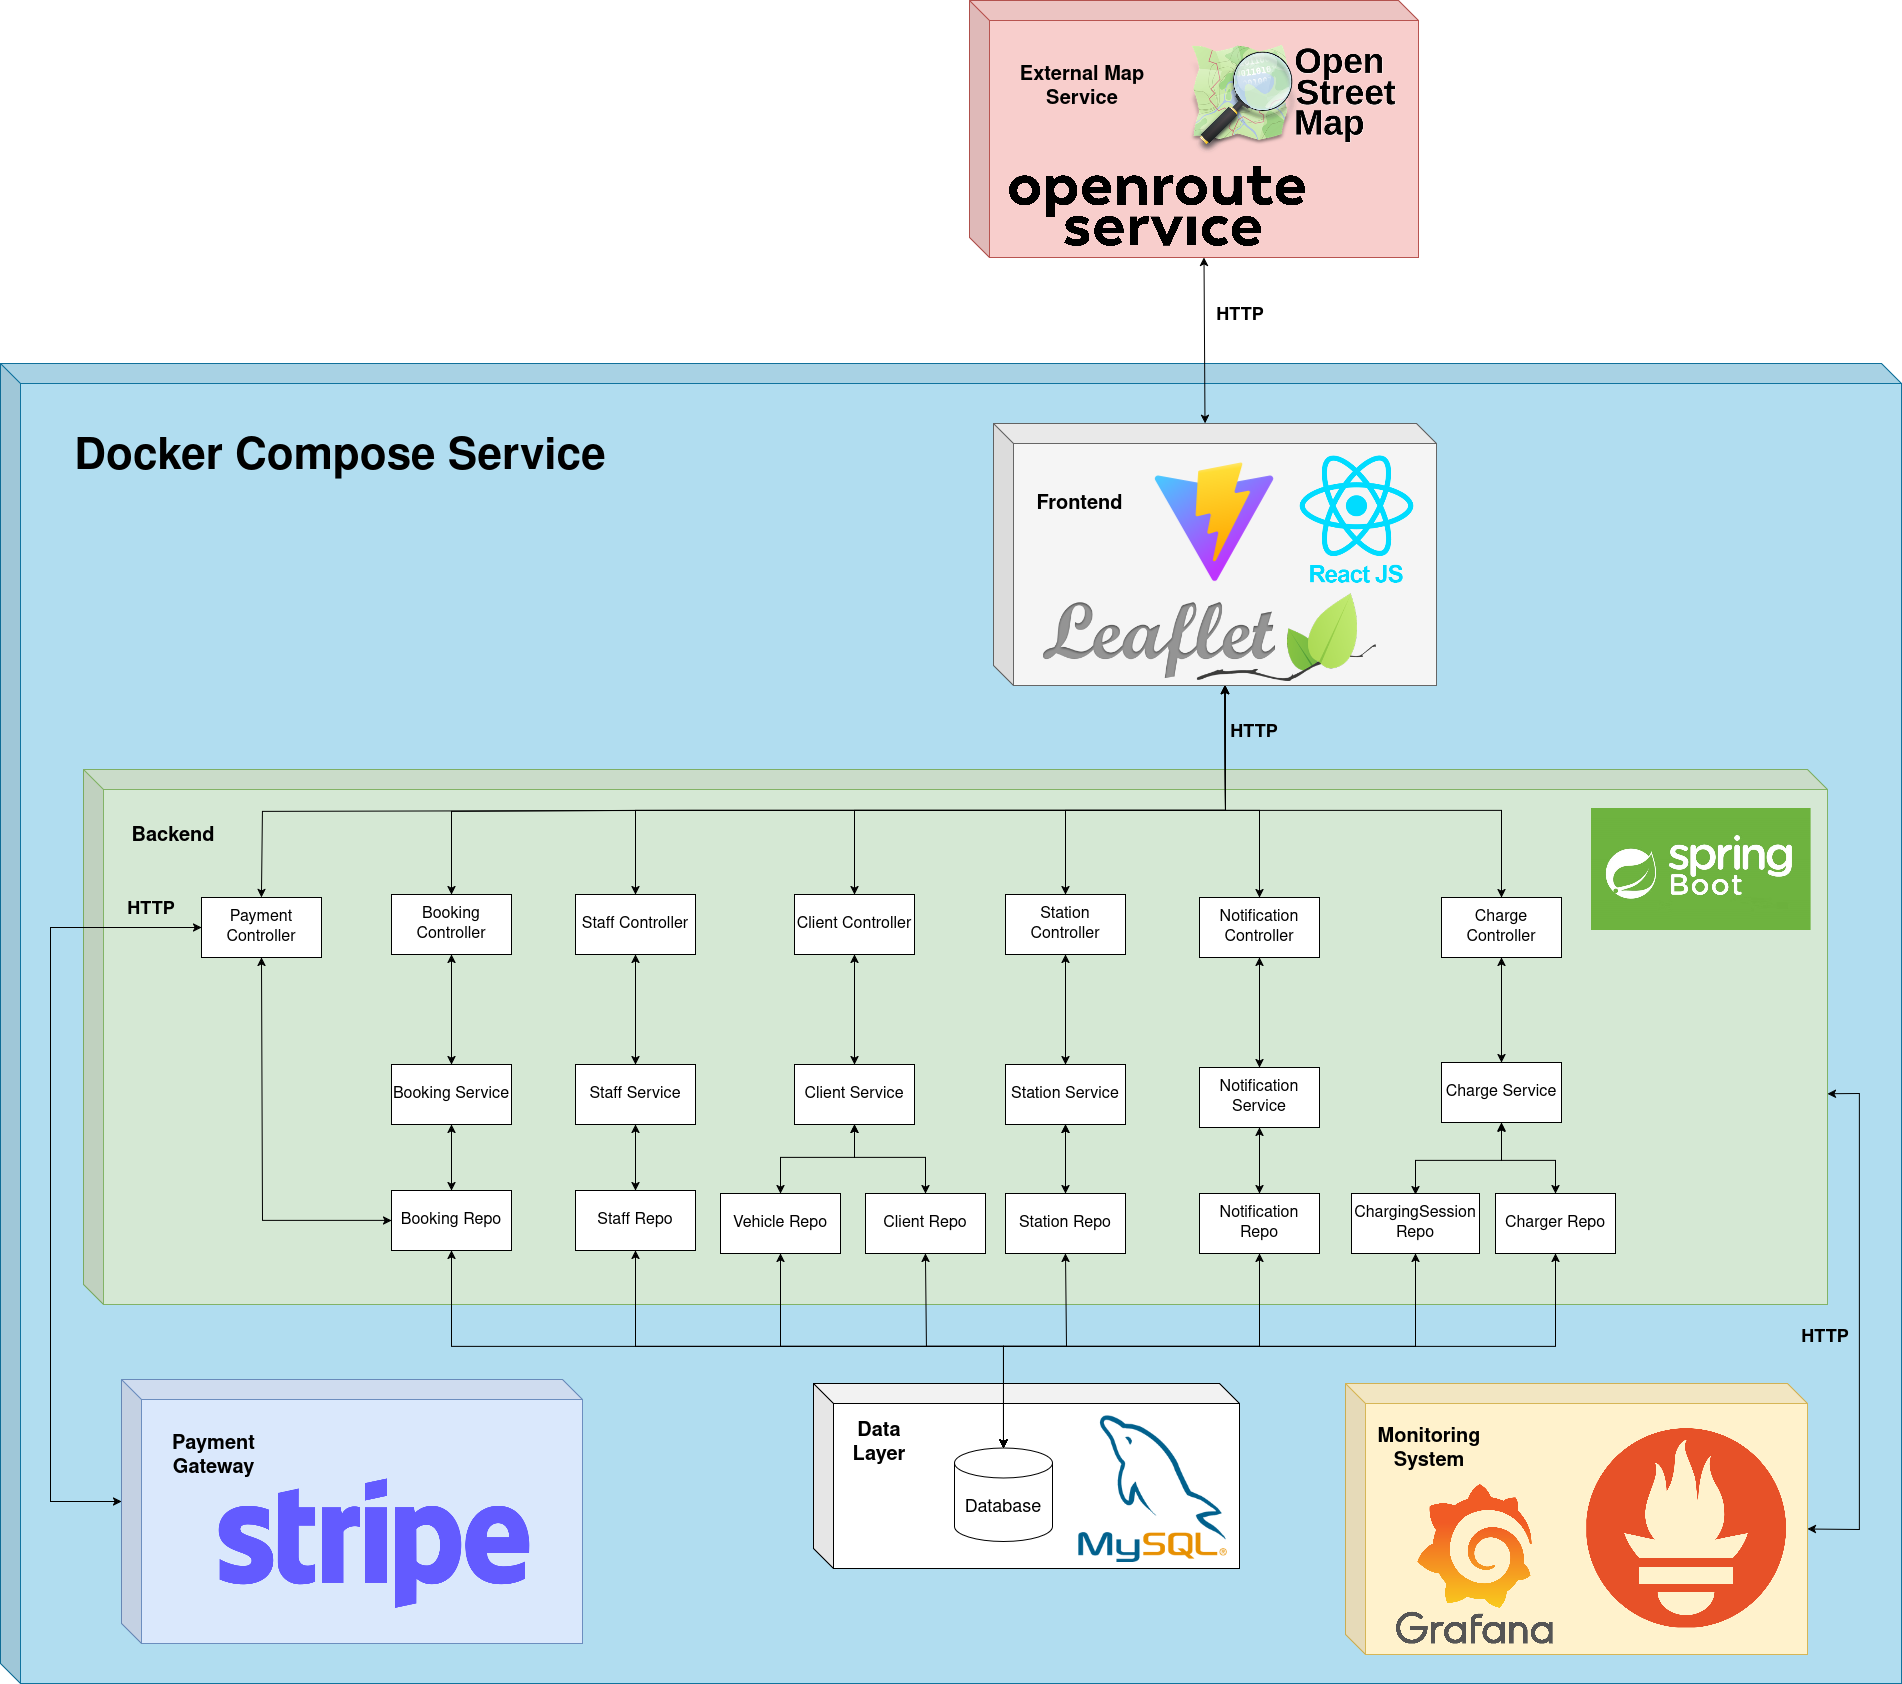 External Map
Service
Open
Street
Map
openroute
service
HTTP
Docker Compose Service
Frontend
React JS
Leaflet
HTTP
Backend
spring
Boot
HTTP
Payment
Controller
Booking
Controller
Staff Controller
Client Controller
Station
Controller
Notification
Controller
Charge
Controller
Booking Service
Staff Service
Client Service
Station Service
Notification
Service
Charge Service
Booking Repo
Staff Repo
Vehicle Repo
Client Repo
Station Repo
Notification
Repo
ChargingSession
Repo
Charger Repo
HTTP
Payment
Gateway
stripe
Data
Layer
Database
MySQL®
Monitoring
System
Grafana